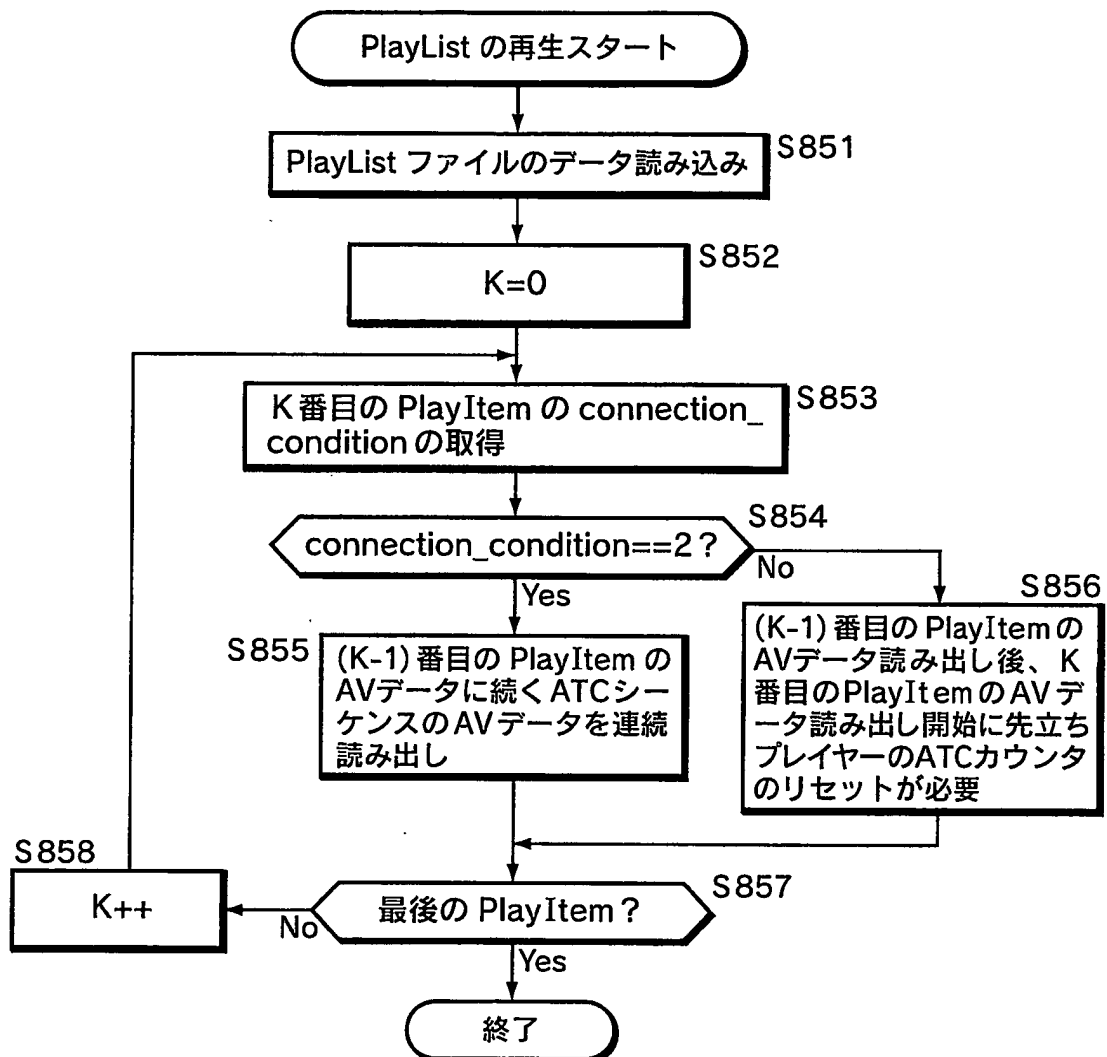 PlayList の再生スタート
S851
PlayList ファイルのデータ読み込み
S852
K=0
S853
K番目の PlayItem の connection_
condition の取得
S854
connection_condition==2?
No
Yes
S855
(K-1) 番目の PlayItem の
AVデータに続くATCシー
ケンスのAVデータを連続
読み出し
S856
(K-1) 番目の PlayItemの
AVデータ読み出し後、K
番目のPlayItemのAVデ
ータ読み出し開始に先立ち
プレイヤーのATCカウンタ
のリセットが必要
S857
最後の PlayItem?
No
Yes
S858
K++
終了